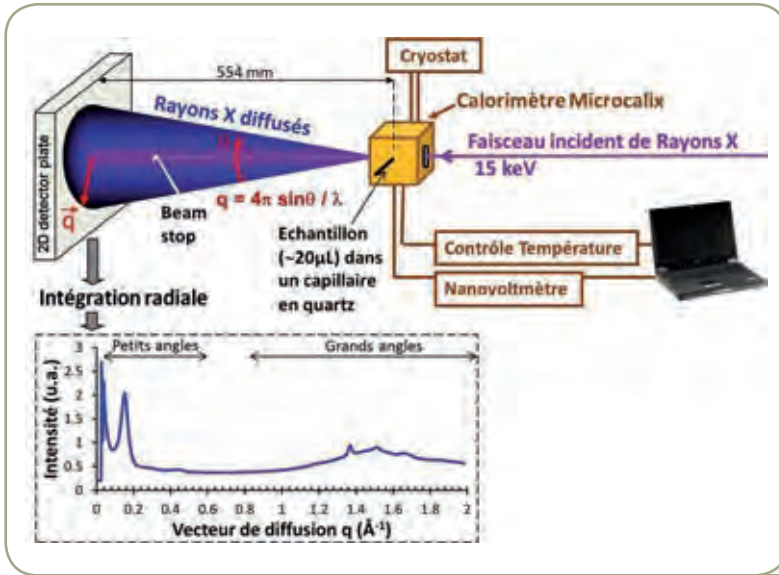 Cryostat
554 mm
Calorimètre Microcalix
Rayons X diffusés
Faisceau incident de Rayons X
15 keV
2D detector plate
q
Beam
stop
q = 4π sinθ / λ
Echantillon
(~20µL) dans
un capillaire
en quartz
Contrôle Température
Nanovoltmètre
Intégration radiale
Petits angles
Grands angles
Intensité (u.a.)
3
2.5
2
1.5
1
0.5
0
0 0.2 0.4 0.6 0.8 1 1.2 1.4 1.6 1.8 2
Vecteur de diffusion q (Å⁻¹)